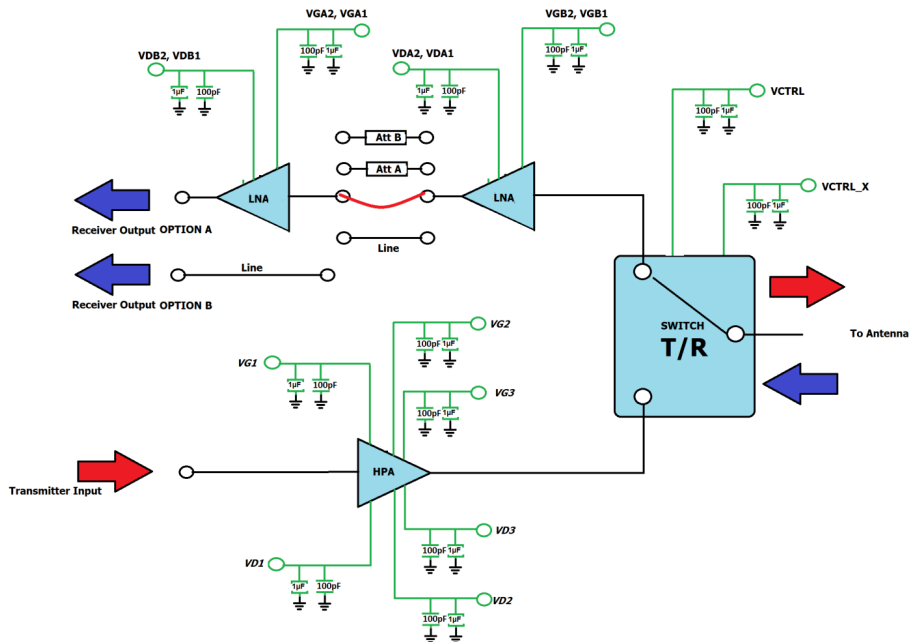 VGA2, VGA1
VGB2, VGB1
VDB2, VDB1
100pF 1µF
VDA2, VDA1
100pF 1µF
1µF 100pF
1µF 100pF
VCTRL
100pF 1µF
Att B
Att A
LNA
LNA
VCTRL_X
100pF 1µF
Receiver Output OPTION A
Line
Line
Receiver Output OPTION B
SWITCH
T/R
To Antenna
VG2
100pF 1µF
VG1
1µF 100pF
VG3
100pF 1µF
HPA
Transmitter Input
VD3
100pF 1µF
VD1
1µF 100pF
VD2
100pF 1µF